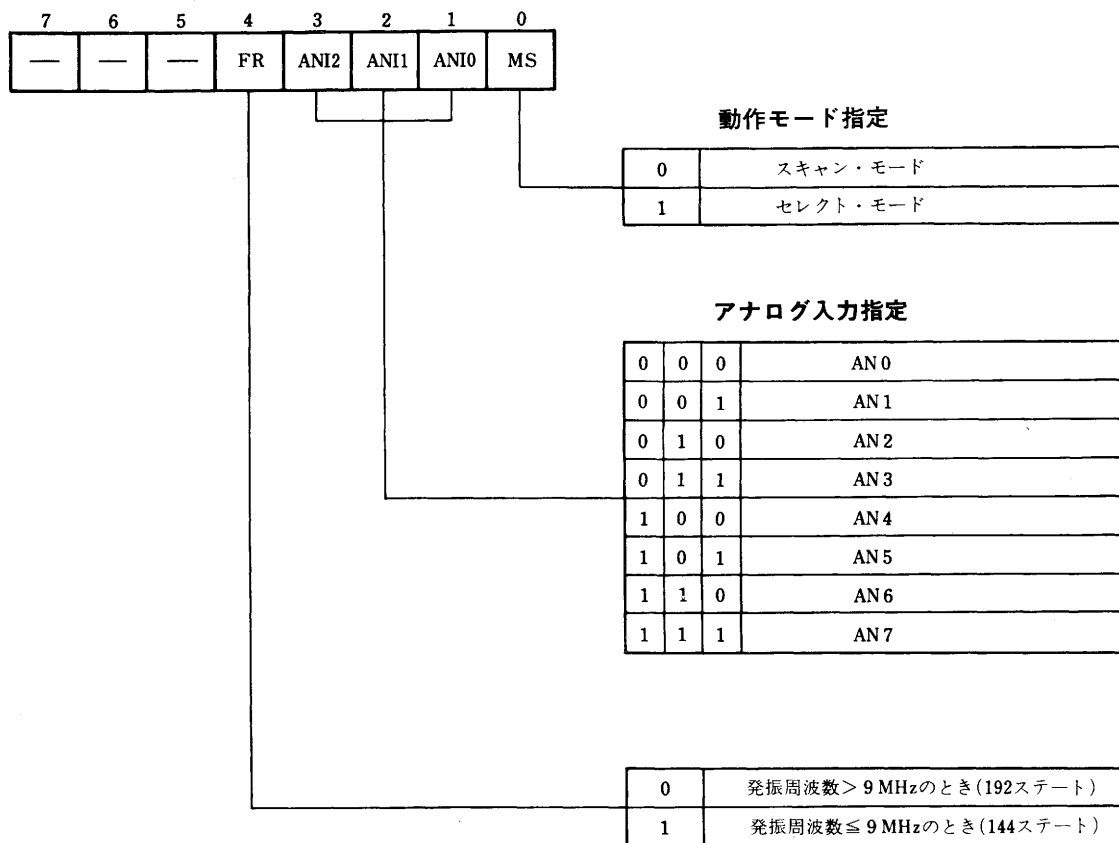 7 6 5 4 3 2 1 0
— — — FR ANI2 ANI1 ANI0 MS
動作モード指定
0 スキャン・モード
1 セレクト・モード
アナログ入力指定
0 0 0 AN0
0 0 1 AN1
0 1 0 AN2
0 1 1 AN3
1 0 0 AN4
1 0 1 AN5
1 1 0 AN6
1 1 1 AN7
0 発振周波数＞9 MHzのとき(192ステート)
1 発振周波数≦9 MHzのとき(144ステート)